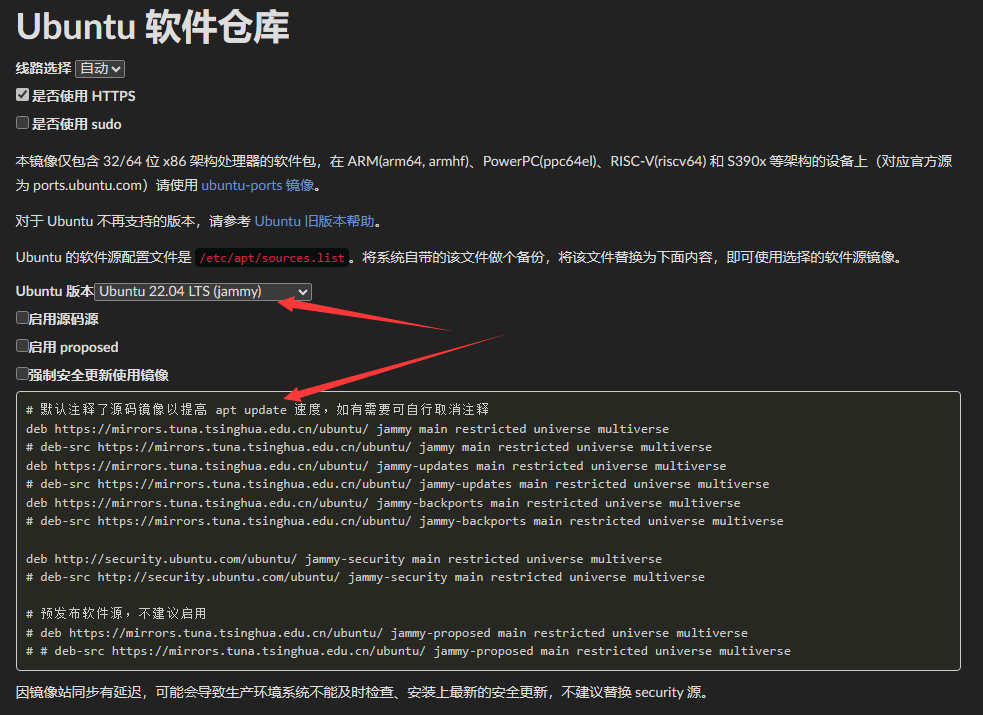 Ubuntu 软件仓库
线路选择 自动
是否使用 HTTPS
是否使用 sudo
本镜像仅包含 32/64 位 x86 架构处理器的软件包，在 ARM(arm64, armhf)、PowerPC(ppc64el)、RISC-V(riscv64) 和 S390x 等架构的设备上（对应官方源
为 ports.ubuntu.com）请使用 ubuntu-ports 镜像。
对于 Ubuntu 不再支持的版本，请参考 Ubuntu 旧版本帮助。
Ubuntu 的软件源配置文件是 /etc/apt/sources.list 。将系统自带的该文件做个备份，将该文件替换为下面内容，即可使用选择的软件源镜像。
Ubuntu 版本 Ubuntu 22.04 LTS (jammy)
启用源码源
启用 proposed
强制安全更新使用镜像
# 默认注释了源码镜像以提高 apt update 速度，如有需要可自行取消注释
deb https://mirrors.tuna.tsinghua.edu.cn/ubuntu/ jammy main restricted universe multiverse
# deb-src https://mirrors.tuna.tsinghua.edu.cn/ubuntu/ jammy main restricted universe multiverse
deb https://mirrors.tuna.tsinghua.edu.cn/ubuntu/ jammy-updates main restricted universe multiverse
# deb-src https://mirrors.tuna.tsinghua.edu.cn/ubuntu/ jammy-updates main restricted universe multiverse
deb https://mirrors.tuna.tsinghua.edu.cn/ubuntu/ jammy-backports main restricted universe multiverse
# deb-src https://mirrors.tuna.tsinghua.edu.cn/ubuntu/ jammy-backports main restricted universe multiverse
deb http://security.ubuntu.com/ubuntu/ jammy-security main restricted universe multiverse
# deb-src http://security.ubuntu.com/ubuntu/ jammy-security main restricted universe multiverse
# 预发布软件源，不建议启用
# deb https://mirrors.tuna.tsinghua.edu.cn/ubuntu/ jammy-proposed main restricted universe multiverse
# # deb-src https://mirrors.tuna.tsinghua.edu.cn/ubuntu/ jammy-proposed main restricted universe multiverse
因镜像站同步有延迟，可能会导致生产环境系统不能及时检查、安装上最新的安全更新，不建议替换 security 源。